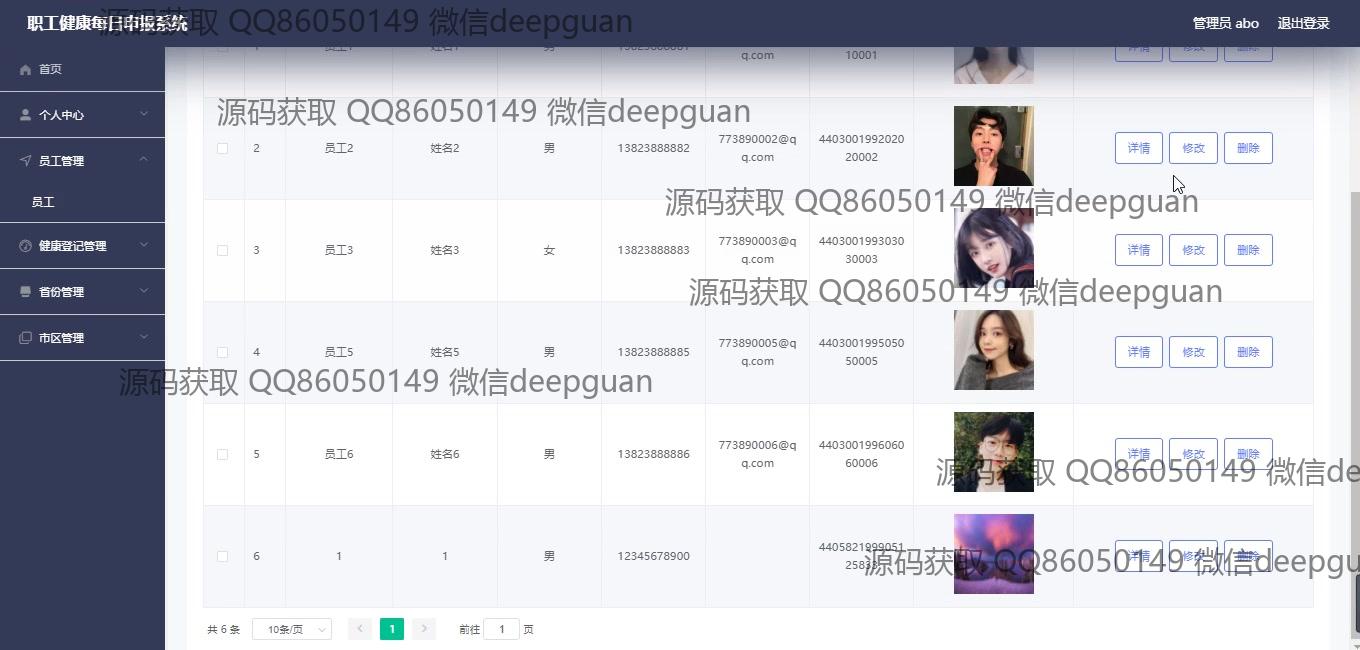 职工健康每日申报系统
管理员 abo 退出登录
源码获取 QQ86050149 微信deepguan
首页
个人中心
员工管理
员工
健康登记管理
省份管理
市区管理
1 员工1 姓名1 男 13823888881 q.com 10001 详情 修改 删除
源码获取 QQ86050149 微信deepguan
2 员工2 姓名2 男 13823888882 773890002@q 4403001992020 详情 修改 删除
q.com 20002
源码获取 QQ86050149 微信deepguan
3 员工3 姓名3 女 13823888883 773890003@q 4403001993030 详情 修改 删除
q.com 30003
源码获取 QQ86050149 微信deepguan
4 员工5 姓名5 男 13823888885 773890005@q 4403001995050 详情 修改 删除
q.com 50005
源码获取 QQ86050149 微信deepguan
5 员工6 姓名6 男 13823888886 773890006@q 4403001996060 详情 修改 删除
q.com 60006
源码获取 QQ86050149 微信de
6 1 1 男 12345678900 4405821999051 详情 修改 删除
源码获取 QQ86050149 微信deepgu
共 6 条 10条/页 1 前往 1 页